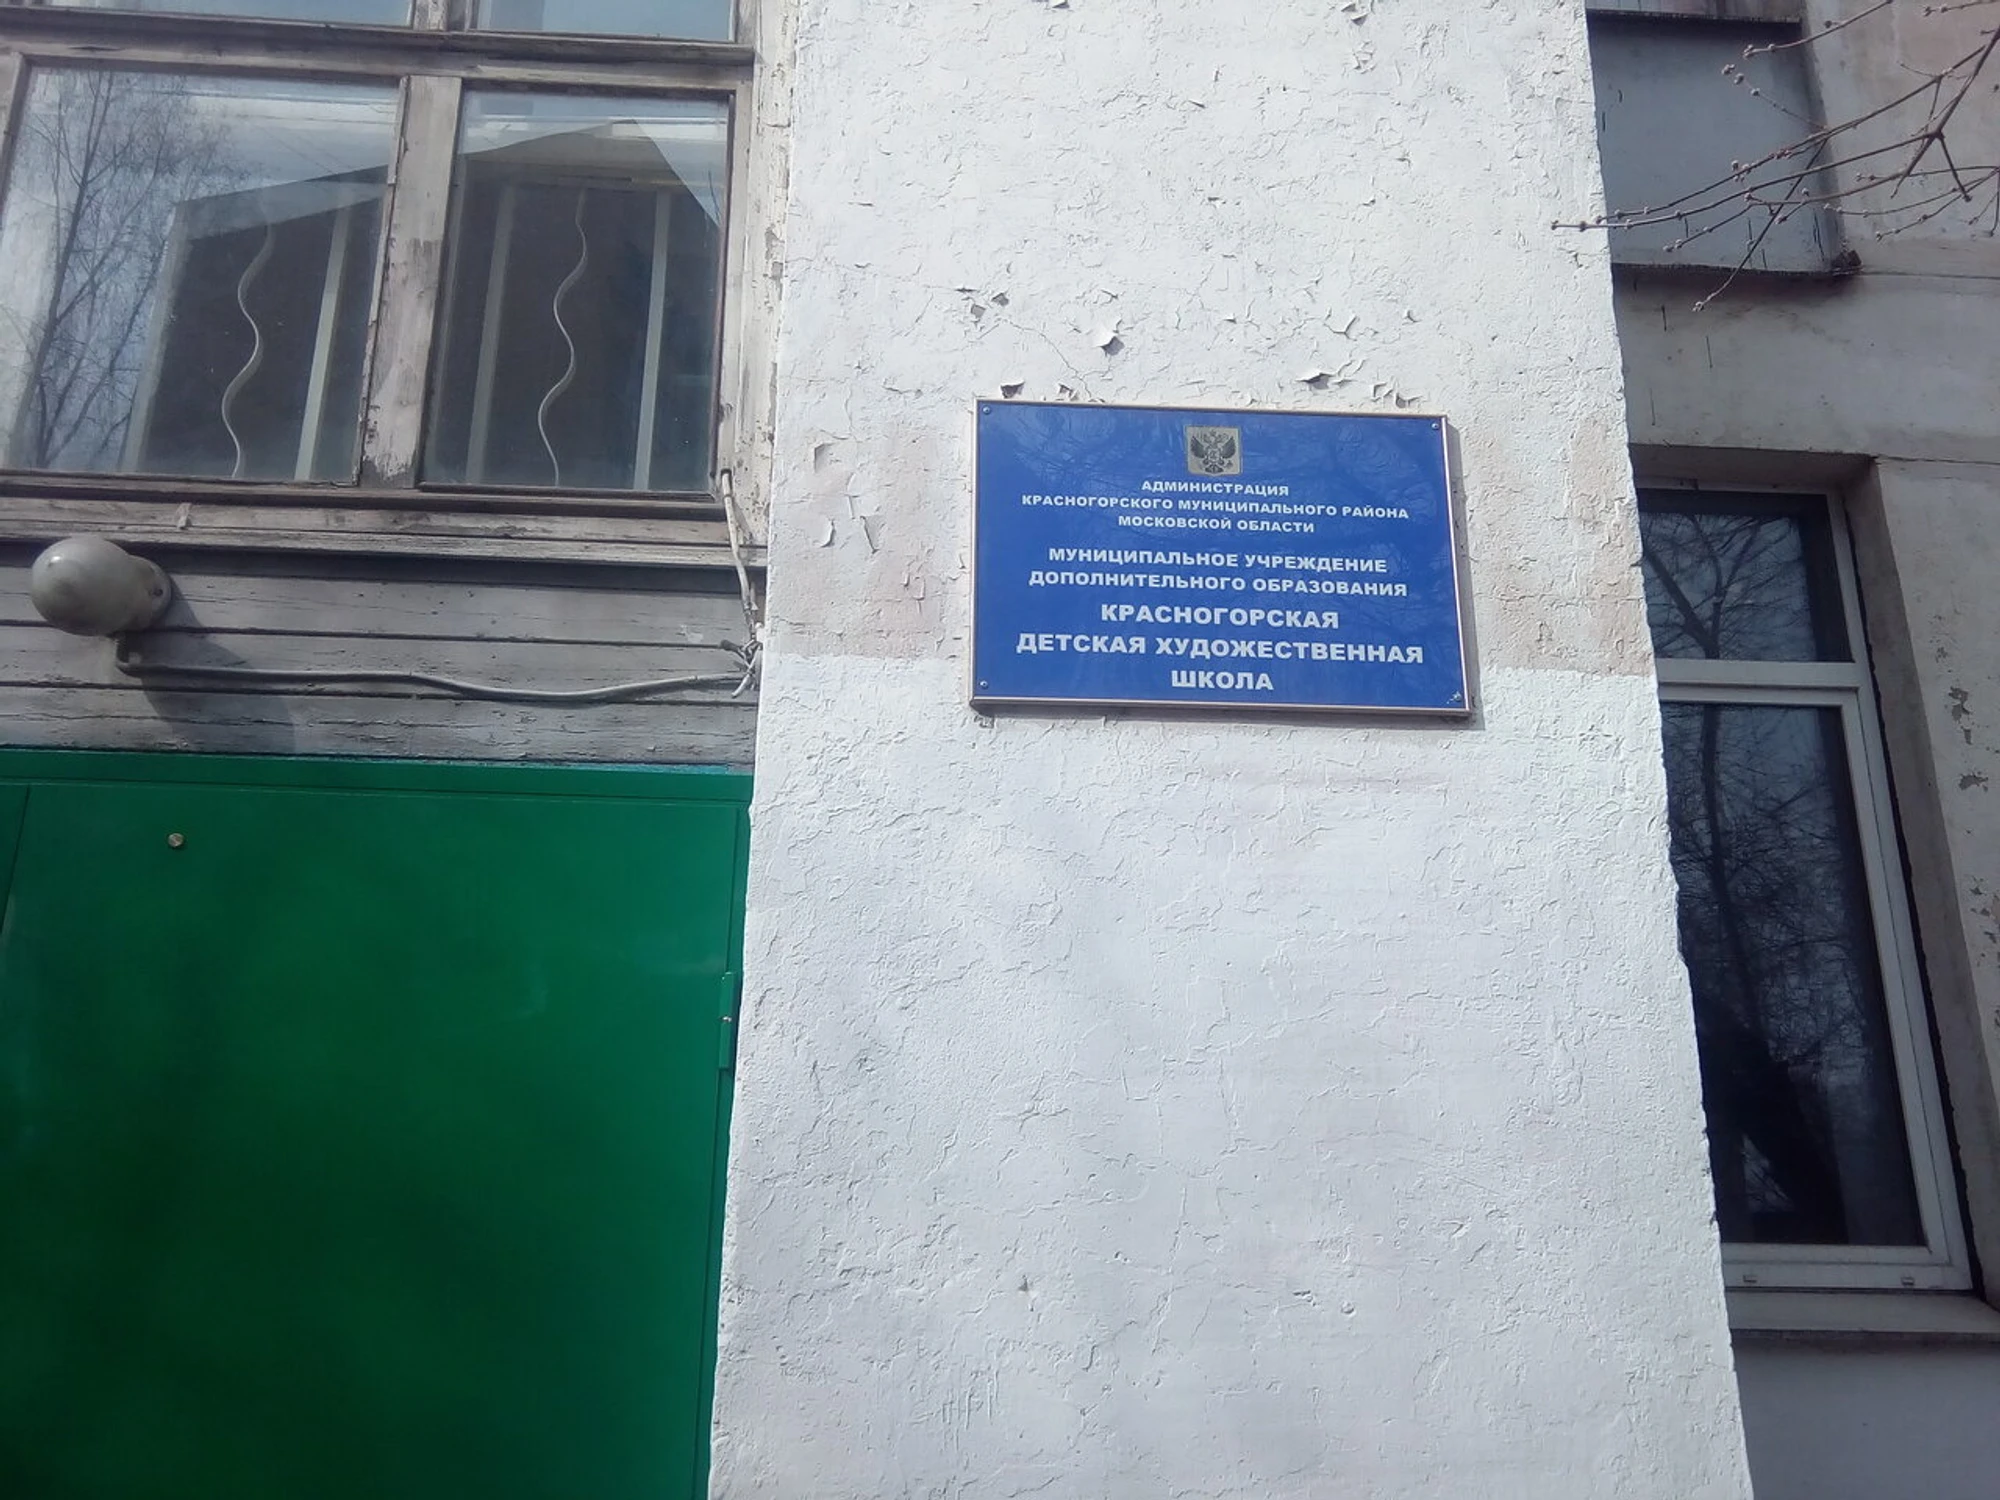 АДМИНИСТРАЦИЯ
КРАСНОГОРСКОГО МУНИЦИПАЛЬНОГО РАЙОНА
МОСКОВСКОЙ ОБЛАСТИ
МУНИЦИПАЛЬНОЕ УЧРЕЖДЕНИЕ
ДОПОЛНИТЕЛЬНОГО ОБРАЗОВАНИЯ
КРАСНОГОРСКАЯ
ДЕТСКАЯ ХУДОЖЕСТВЕННАЯ
ШКОЛА